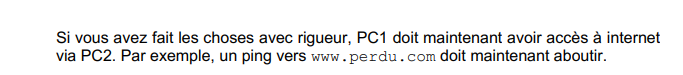 Si vous avez fait les choses avec rigueur, PC1 doit maintenant avoir accès à internet
via PC2. Par exemple, un ping vers www.perdu.com doit maintenant aboutir.